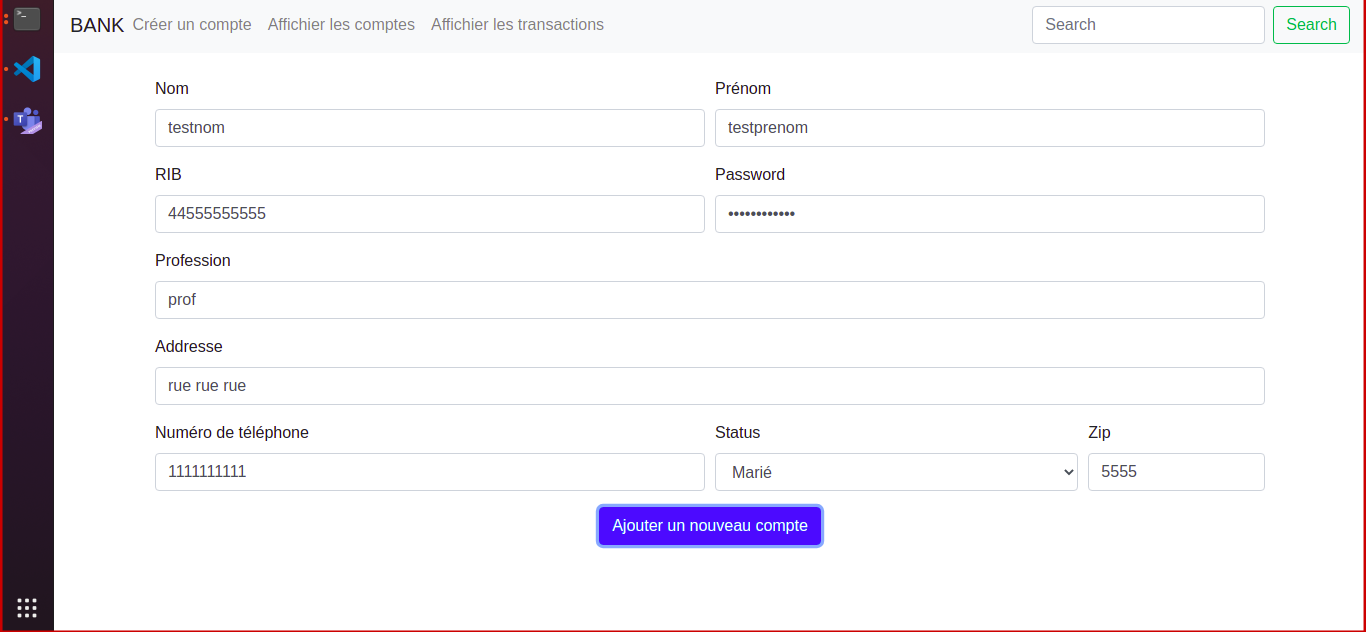 BANK Créer un compte Afficher les comptes Afficher les transactions Search Search
Nom Prénom
testnom testprenom
RIB Password
44555555555 ••••••••••••
Profession
prof
Addresse
rue rue rue
Numéro de téléphone Status Zip
1111111111 Marié 5555
Ajouter un nouveau compte